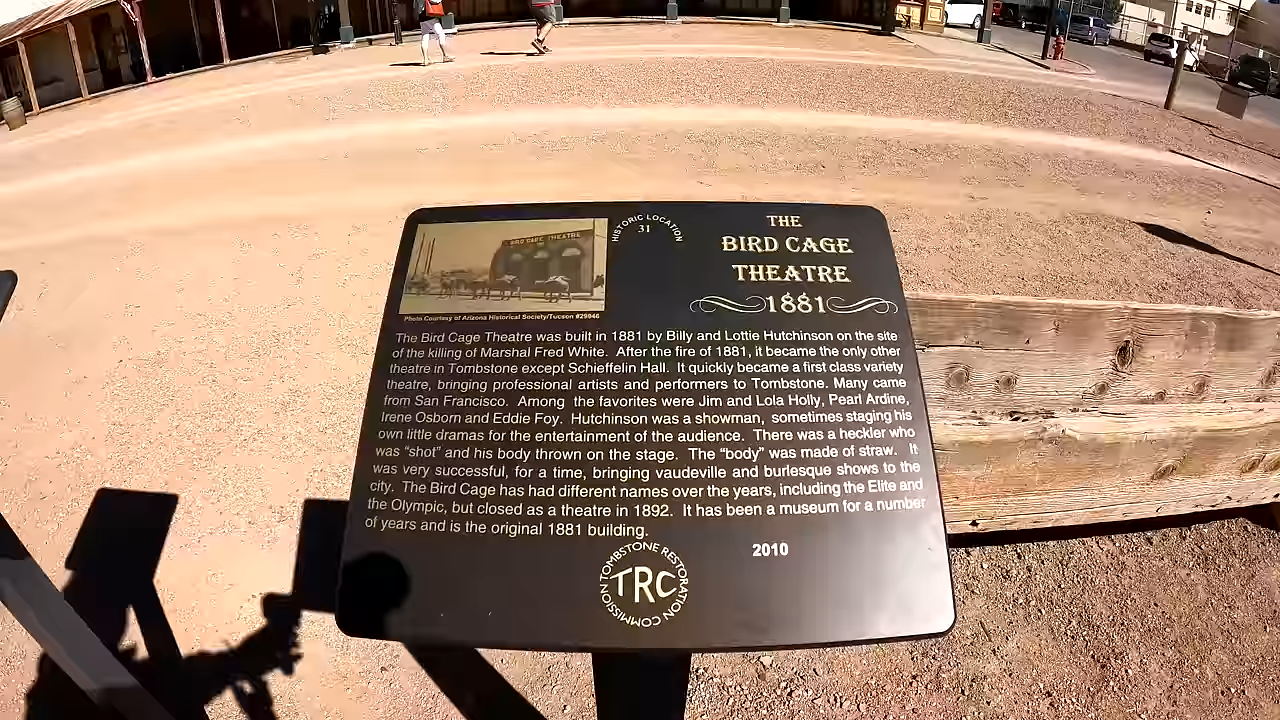 BIRD CAGE THEATRE
Photo Courtesy of Arizona Historical Society/Tucson #29846
HISTORIC LOCATION
31
THE
BIRD CAGE
THEATRE
1881
The Bird Cage Theatre was built in 1881 by Billy and Lottie Hutchinson on the site
of the killing of Marshal Fred White. After the fire of 1881, it became the only other
theatre in Tombstone except Schieffelin Hall. It quickly became a first class variety
theatre, bringing professional artists and performers to Tombstone. Many came
from San Francisco. Among the favorites were Jim and Lola Holly, Pearl Ardine,
Irene Osborn and Eddie Foy. Hutchinson was a showman, sometimes staging his
own little dramas for the entertainment of the audience. There was a heckler who
was "shot" and his body thrown on the stage. The "body" was made of straw. It
was very successful, for a time, bringing vaudeville and burlesque shows to the
city. The Bird Cage has had different names over the years, including the Elite and
the Olympic, but closed as a theatre in 1892. It has been a museum for a number
of years and is the original 1881 building.
2010
TOMBSTONE RESTORATION
TRC
COMMISSION